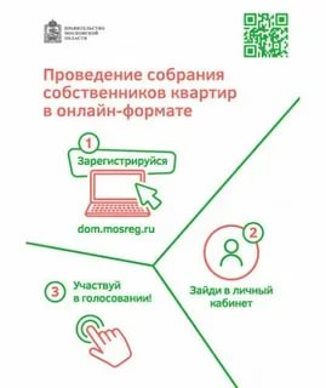 ПРАВИТЕЛЬСТВО
МОСКОВСКОЙ
ОБЛАСТИ
Проведение собрания
собственников квартир
в онлайн-формате
1
Зарегистрируйся
dom.mosreg.ru
2
Зайди в личный
кабинет
3
Участвуй
в голосовании!